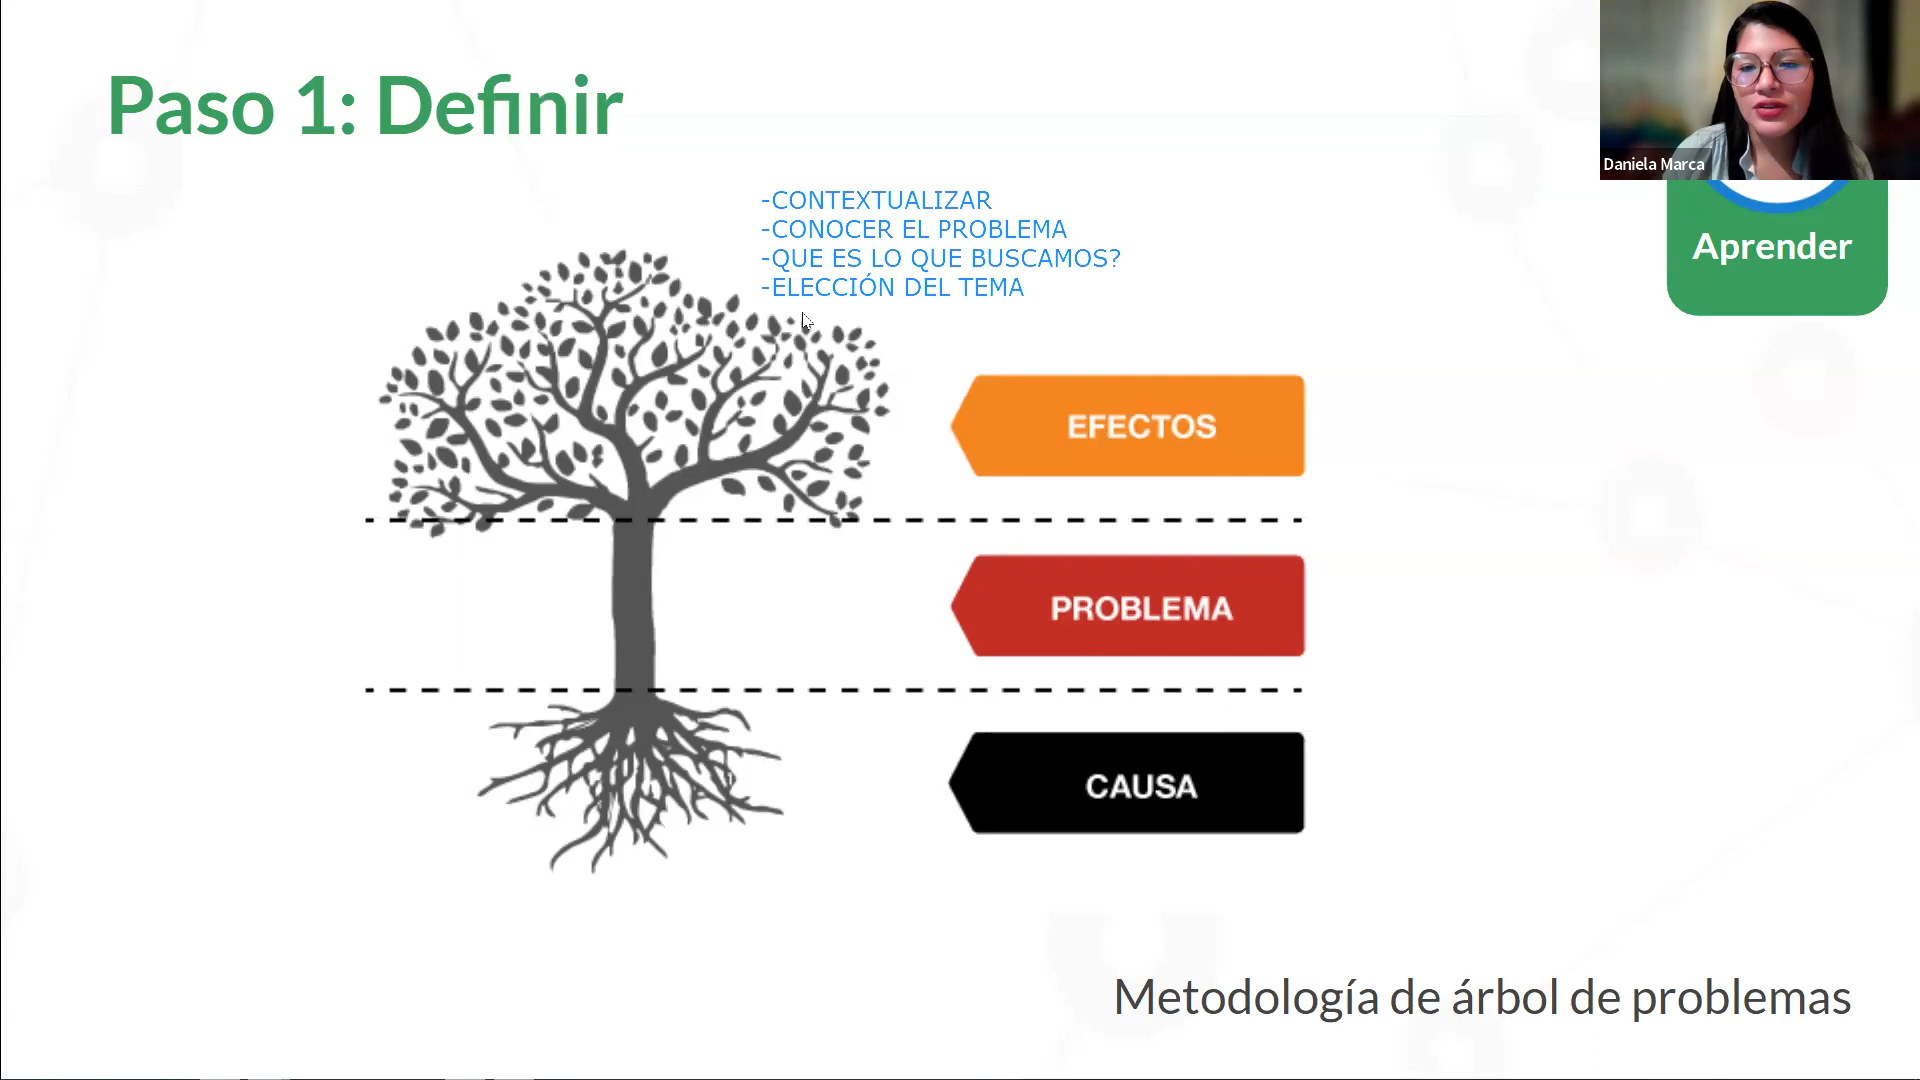 Paso 1: Definir
Daniela Marca
-CONTEXTUALIZAR
-CONOCER EL PROBLEMA
-QUE ES LO QUE BUSCAMOS?
-ELECCIÓN DEL TEMA
Aprender
EFECTOS
PROBLEMA
CAUSA
Metodología de árbol de problemas